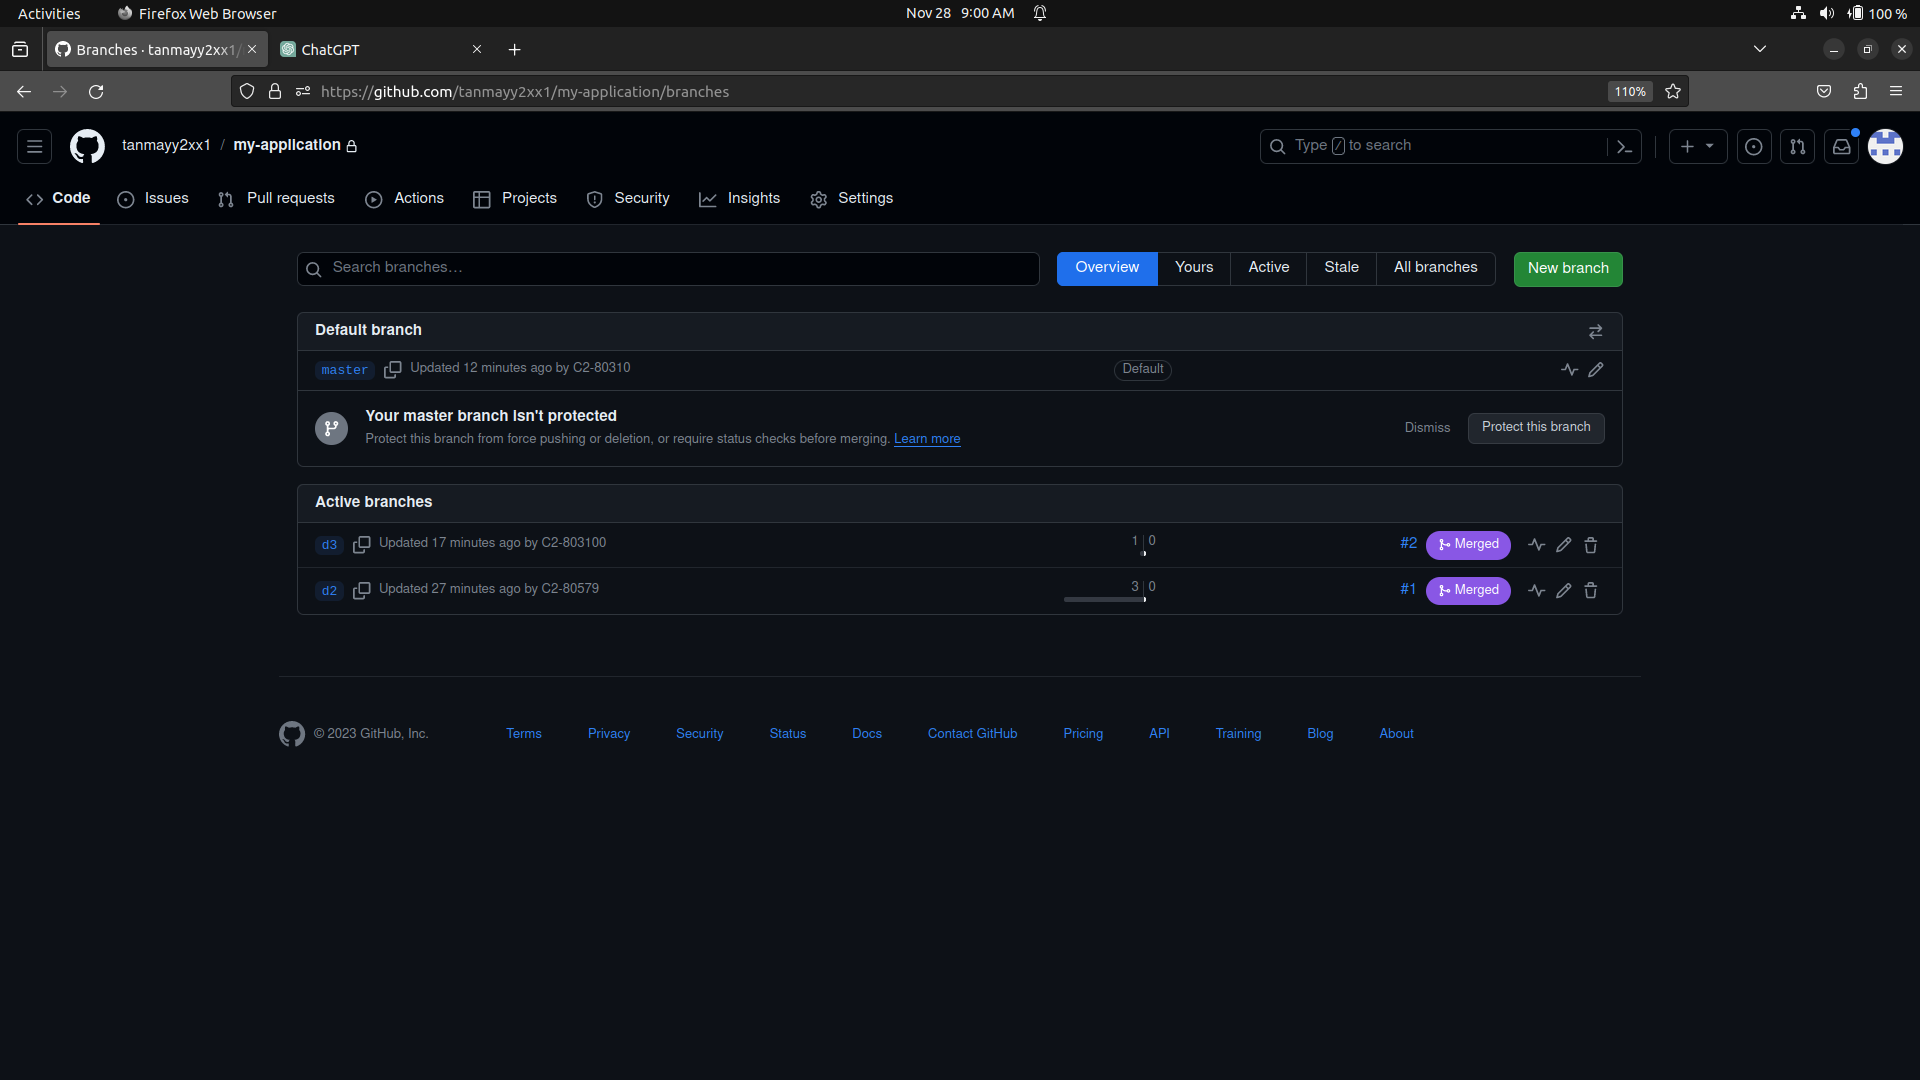 Activities Firefox Web Browser Nov 28 9:00 AM 100 %
Branches · tanmayy2xx1/ ChatGPT
https://github.com/tanmayy2xx1/my-application/branches 110%
tanmayy2xx1 / my-application Type / to search
Code Issues Pull requests Actions Projects Security Insights Settings
Search branches... Overview Yours Active Stale All branches New branch
Default branch
master Updated 12 minutes ago by C2-80310 Default
Your master branch isn't protected
Protect this branch from force pushing or deletion, or require status checks before merging. Learn more Dismiss Protect this branch
Active branches
d3 Updated 17 minutes ago by C2-803100 1 0 #2 Merged
d2 Updated 27 minutes ago by C2-80579 3 0 #1 Merged
© 2023 GitHub, Inc. Terms Privacy Security Status Docs Contact GitHub Pricing API Training Blog About